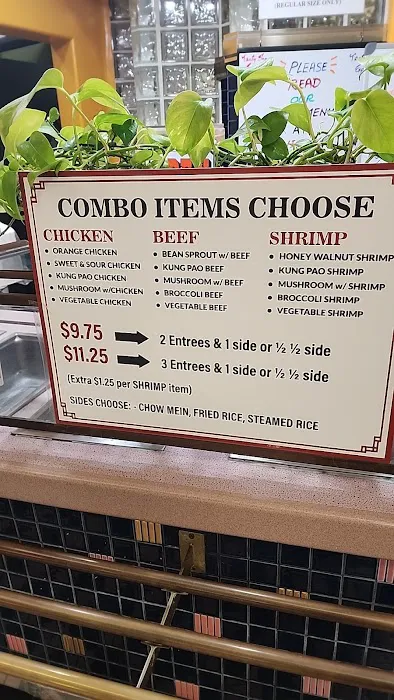 (REGULAR SIZE ONLY)
PLEASE
READ
OUR
MENU
COMBO ITEMS CHOOSE
CHICKEN
• ORANGE CHICKEN
• SWEET & SOUR CHICKEN
• KUNG PAO CHICKEN
• MUSHROOM w/CHICKEN
• VEGETABLE CHICKEN
BEEF
• BEAN SPROUT w/ BEEF
• KUNG PAO BEEF
• MUSHROOM w/ BEEF
• BROCCOLI BEEF
• VEGETABLE BEEF
SHRIMP
• HONEY WALNUT SHRIMP
• KUNG PAO SHRIMP
• MUSHROOM w/ SHRIMP
• BROCCOLI SHRIMP
• VEGETABLE SHRIMP
$9.75 2 Entrees & 1 side or ½ ½ side
$11.25 3 Entrees & 1 side or ½ ½ side
(Extra $1.25 per SHRIMP item)
SIDES CHOOSE: - CHOW MEIN, FRIED RICE, STEAMED RICE